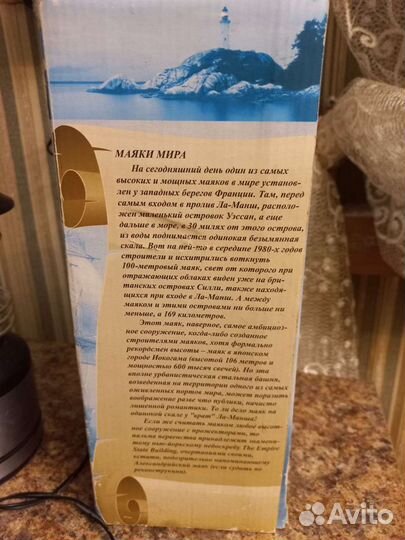 МАЯКИ МИРА
На сегодняшний день один из самых
высоких и мощных маяков в мире установ-
лен у западных берегов Франции. Там, перед
самым входом в пролив Ла-Манш, располо-
жен маленький островок Уэссан, а еще
дальше в море, в 30 милях от этого острова,
из воды поднимается одинокая безымянная
скала. Вот на ней-то в середине 1980-х годов
строители и исхитрились воткнуть
100-метровый маяк, свет от которого при
отражающих облаках виден уже на бри-
танских островах Силли, также находя-
щихся при входе в Ла-Манш. А между
маяком и этими островами ни больше ни
меньше, а 169 километров.
Этот маяк, наверное, самое амбициоз-
ное сооружение, когда-либо созданное
строителями маяков, хотя формально
рекордсмен высоты – маяк в японском
городе Иокогама (высотой 106 метров и
мощностью 600 тысяч свечей). Но эта
вполне урбанистическая стальная башня,
возведенная на территории одного из самых
оживленных портов мира, может поразить
воображение разве что публики, начисто
лишенной романтики. То ли дело маяк на
одинокой скале у "врат" Ла-Манша!
Если же считать маяком любое высот-
ное сооружение с прожекторами, то
пальма первенства принадлежит знамени-
тому нью-йоркскому небоскребу The Empire
State Building, очертаниями своими,
кстати, подозрительно напоминающему
Александрийский маяк (если судить по
реконструкции).
Avito